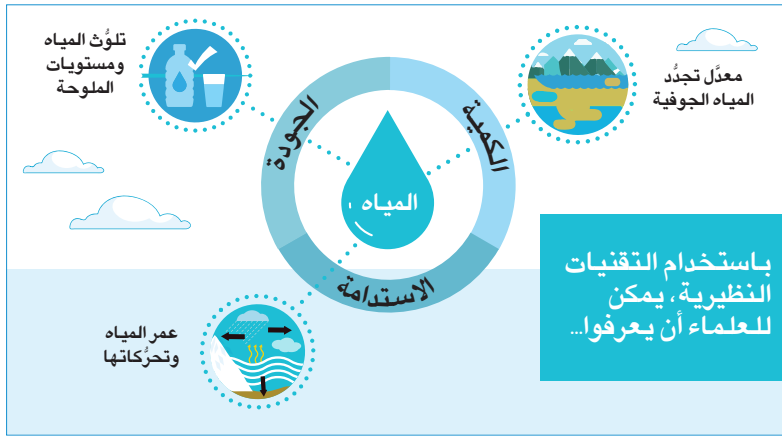 معدَّل تجدُّد
المياه الجوفية
تلوُّث المياه
ومستويات
الملوحة
الكمية
الجودة
المياه
الاستدامة
باستخدام التقنيات
النظيرية، يمكن
للعلماء أن يعرفوا...
عمر المياه
وتحرُّكاتها